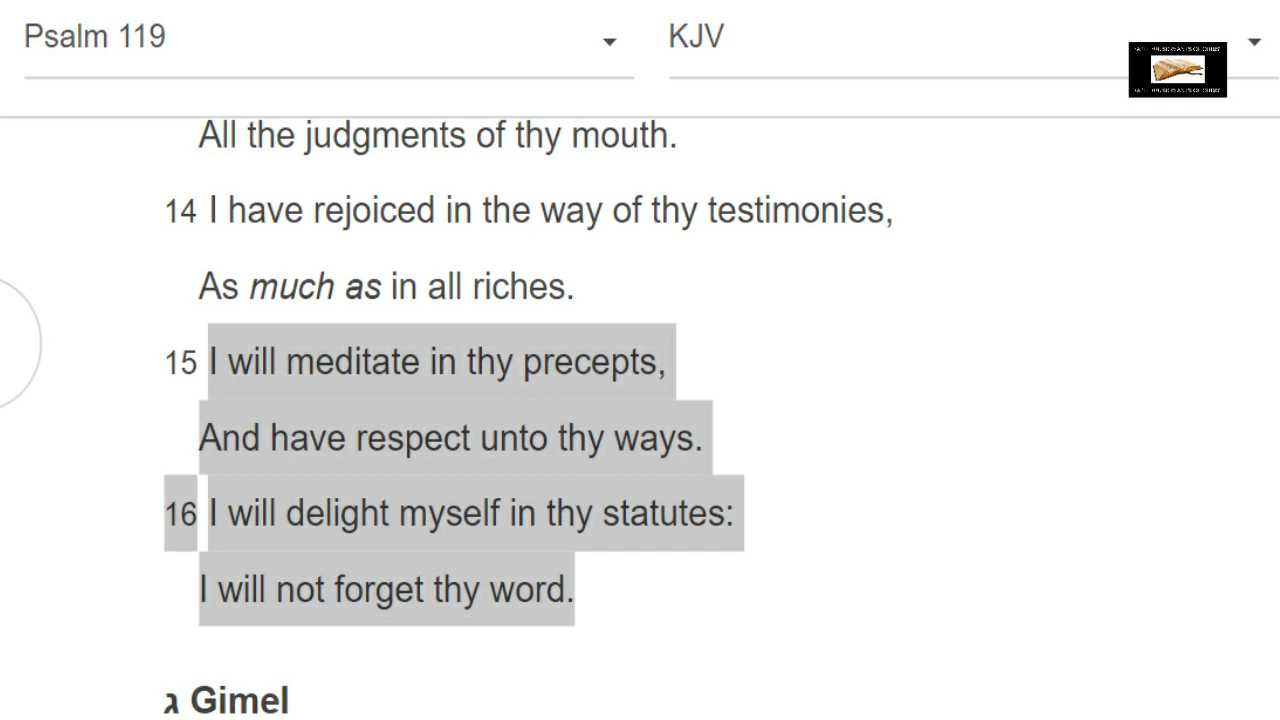 Psalm 119
KJV
All the judgments of thy mouth.
14 I have rejoiced in the way of thy testimonies,
As much as in all riches.
15 I will meditate in thy precepts,
And have respect unto thy ways.
16 I will delight myself in thy statutes:
I will not forget thy word.
ג Gimel